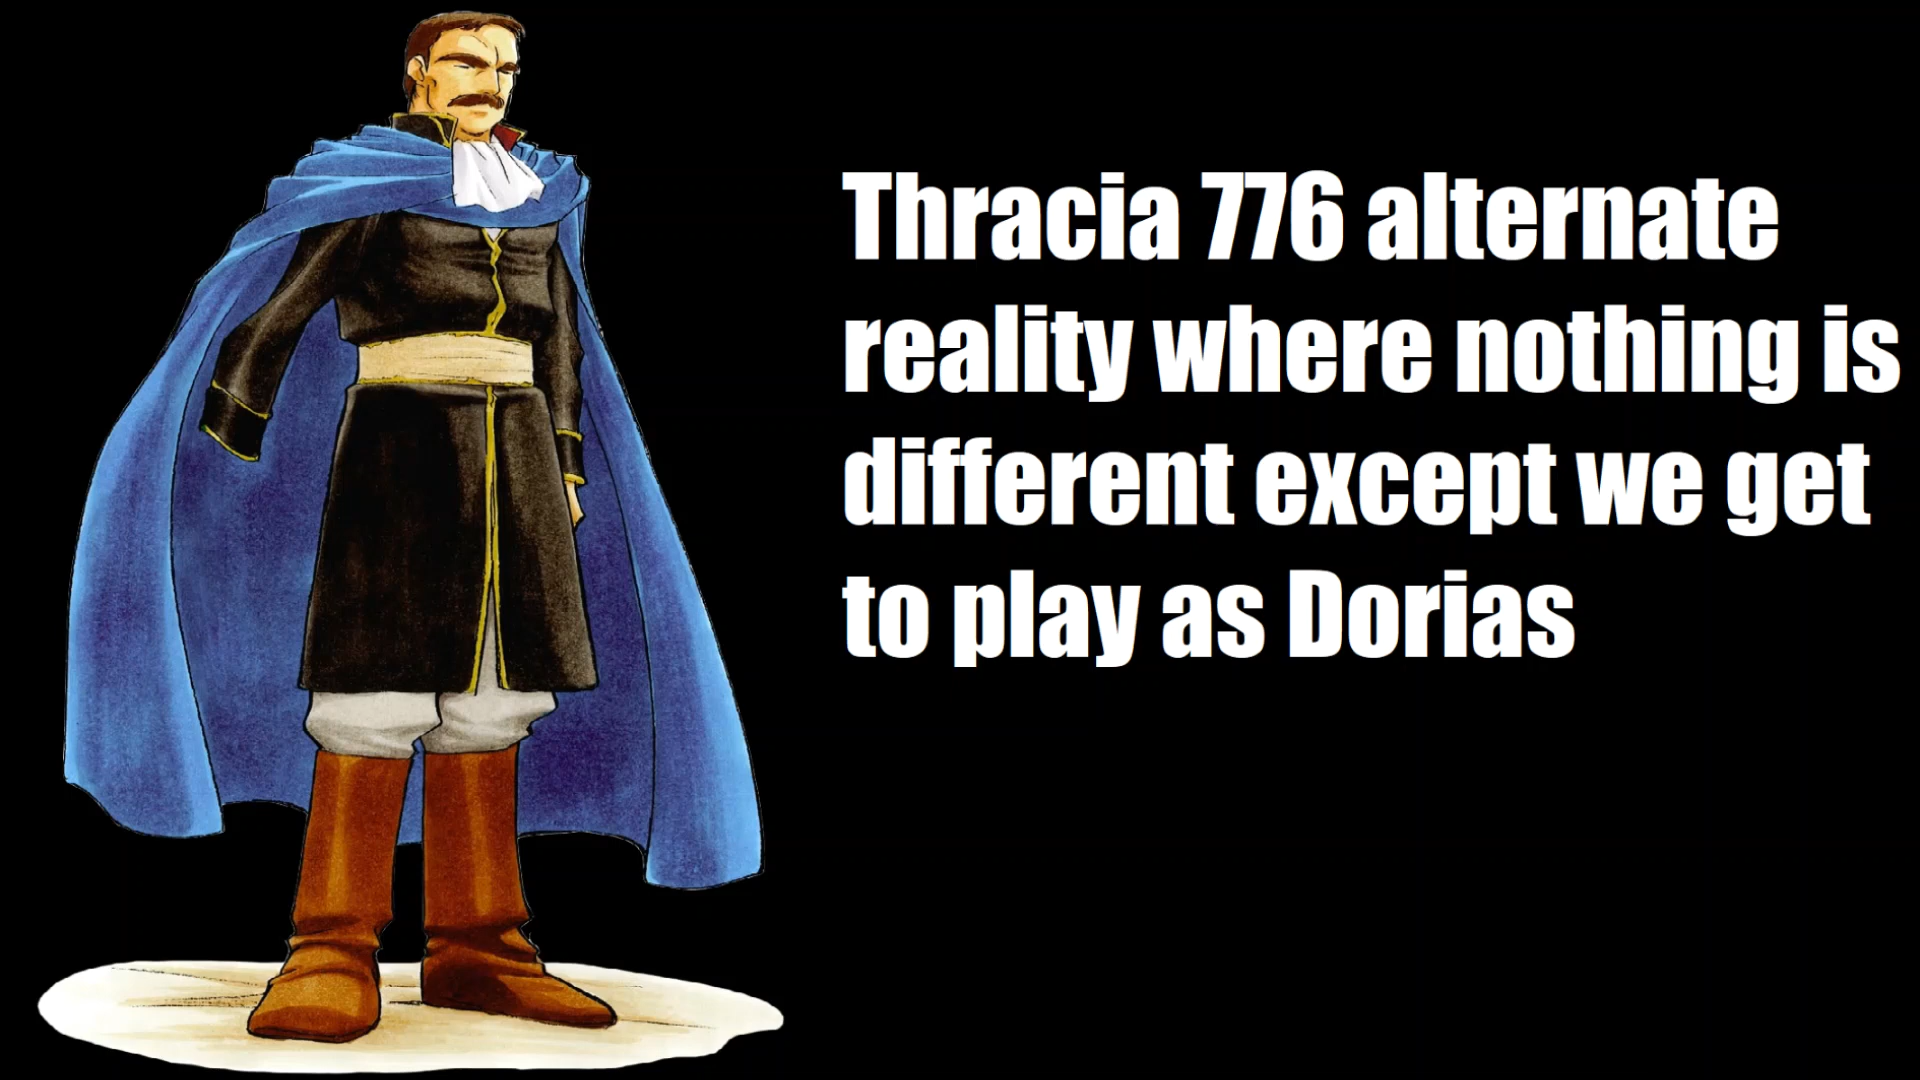 Thracia 776 alternate
reality where nothing is
different except we get
to play as Dorias